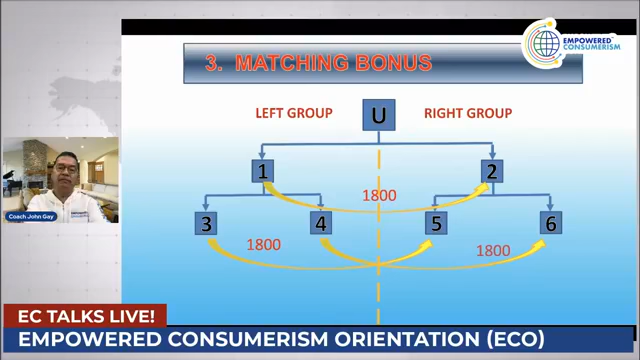 3. MATCHING BONUS
EMPOWERED
CONSUMERISM
LEFT GROUP
U
RIGHT GROUP
1
2
1800
3
4
5
6
1800
1800
Coach John Gay
EC TALKS LIVE!
EMPOWERED CONSUMERISM ORIENTATION (ECO)